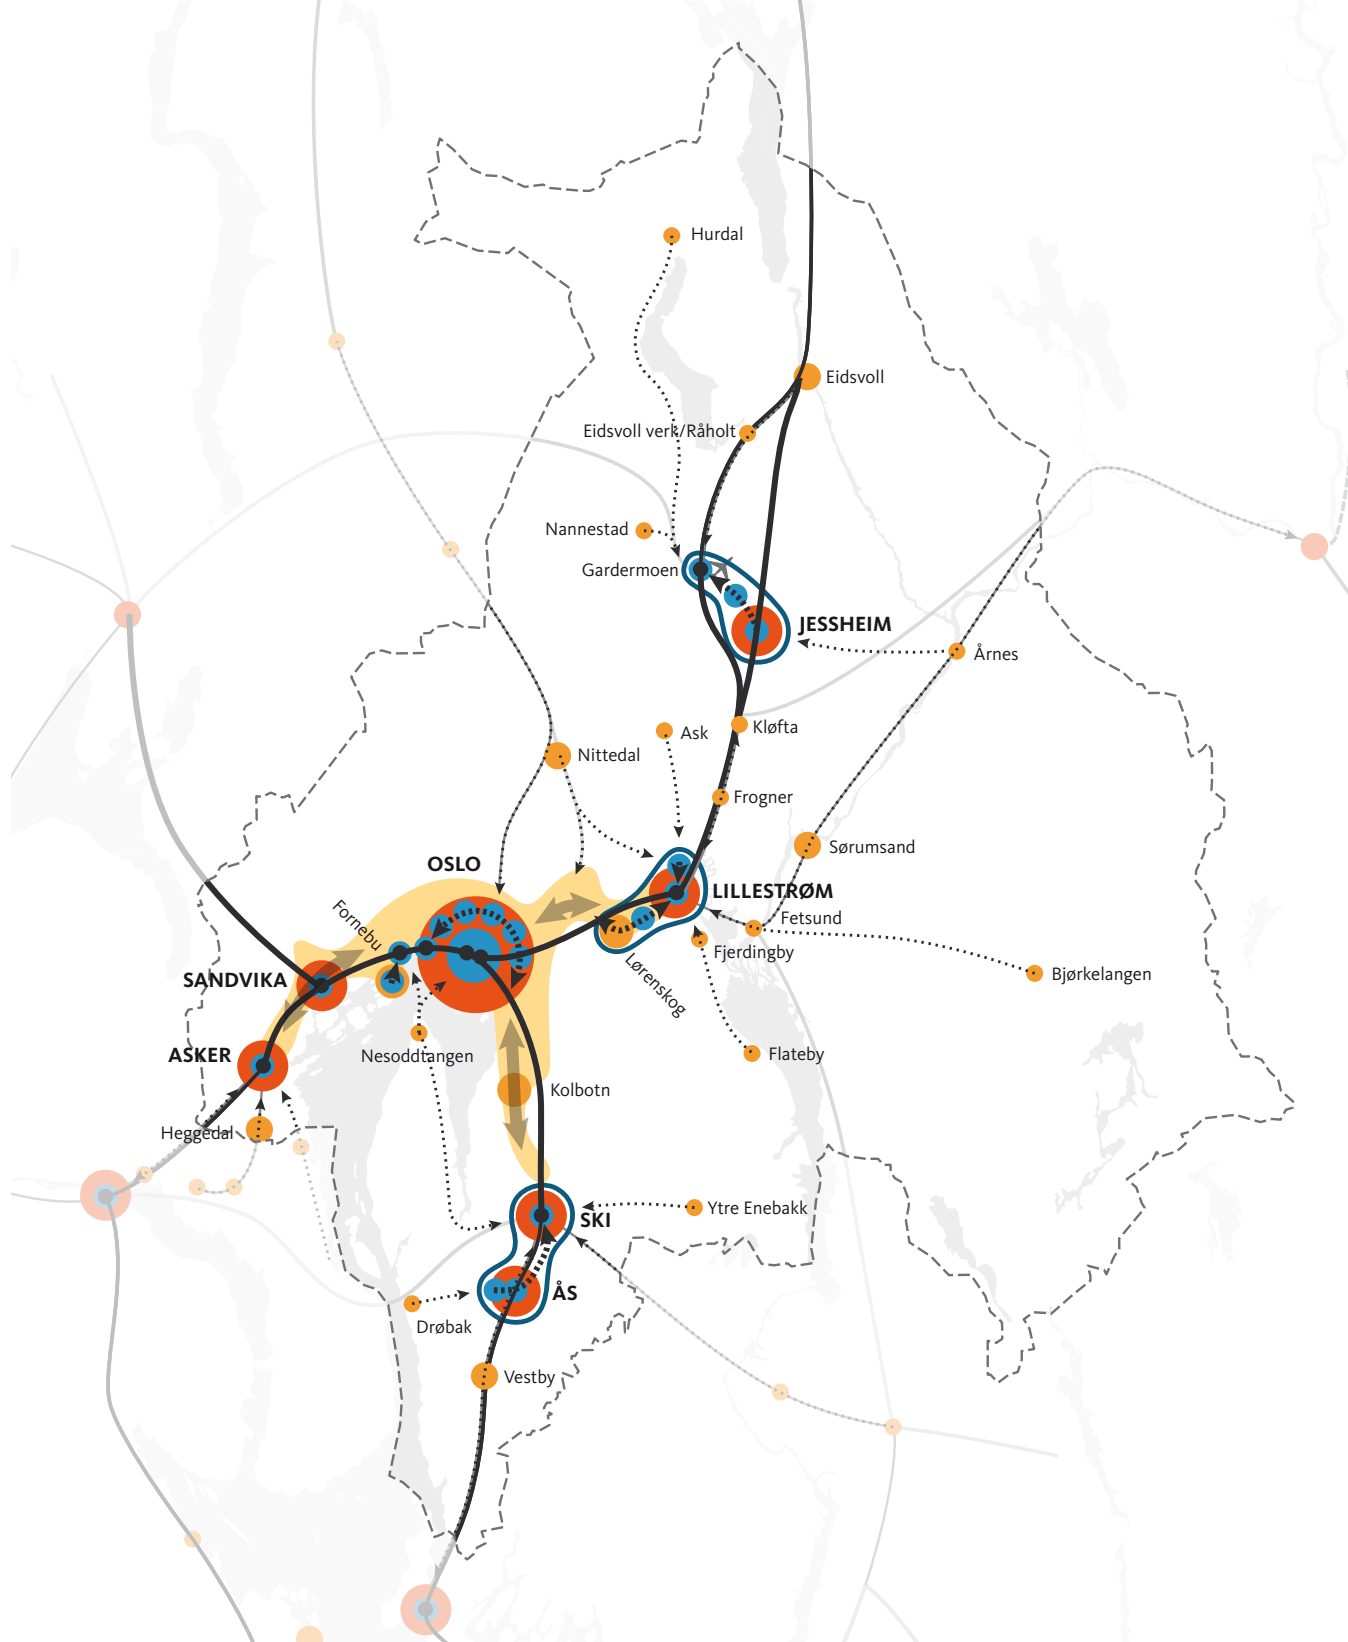 Hurdal
Eidsvoll
Eidsvoll verk/Råholt
Nannestad
Gardermoen
JESSHEIM
Årnes
Ask
Kløfta
Nittedal
Frogner
Sørumsand
OSLO
LILLESTRØM
Fetsund
Fornebu
Fjerdingby
Lørenskog
Bjørkelangen
SANDVIKA
Nesoddtangen
ASKER
Flateby
Kolbotn
Heggedal
Ytre Enebakk
SKI
ÅS
Drøbak
Vestby